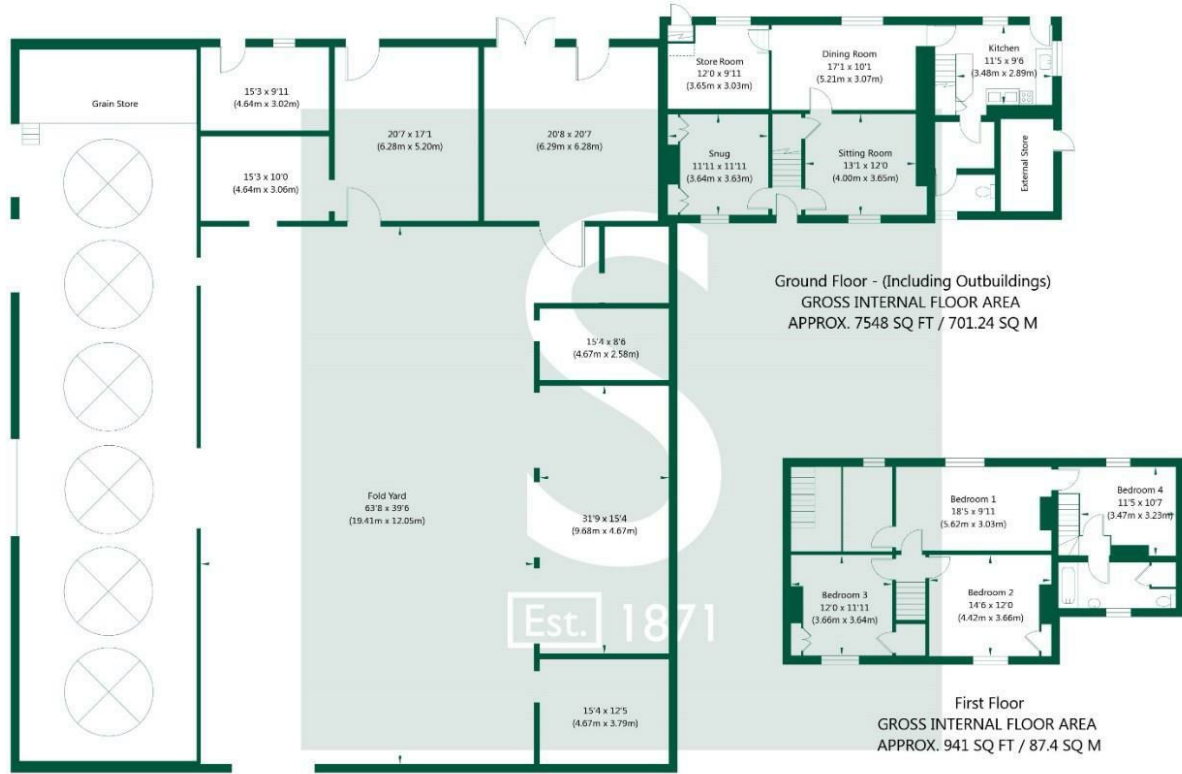 Grain Store
15'3 x 9'11
(4.64m x 3.02m)
20'7 x 17'1
(6.28m x 5.20m)
20'8 x 20'7
(6.29m x 6.28m)
15'3 x 10'0
(4.64m x 3.06m)
Store Room
12'0 x 9'11
(3.65m x 3.03m)
Dining Room
17'1 x 10'1
(5.21m x 3.07m)
Kitchen
11'5 x 9'6
(3.48m x 2.89m)
Snug
11'11 x 11'11
(3.64m x 3.63m)
Sitting Room
13'1 x 12'0
(4.00m x 3.65m)
External Store
Ground Floor - (Including Outbuildings)
GROSS INTERNAL FLOOR AREA
APPROX. 7548 SQ FT / 701.24 SQ M
15'4 x 8'6
(4.67m x 2.58m)
Fold Yard
63'8 x 39'6
(19.41m x 12.05m)
31'9 x 15'4
(9.68m x 4.67m)
15'4 x 12'5
(4.67m x 3.79m)
S
Est. 1871
Bedroom 1
18'5 x 9'11
(5.62m x 3.03m)
Bedroom 4
11'5 x 10'7
(3.47m x 3.23m)
Bedroom 3
12'0 x 11'11
(3.66m x 3.64m)
Bedroom 2
14'6 x 12'0
(4.42m x 3.66m)
First Floor
GROSS INTERNAL FLOOR AREA
APPROX. 941 SQ FT / 87.4 SQ M